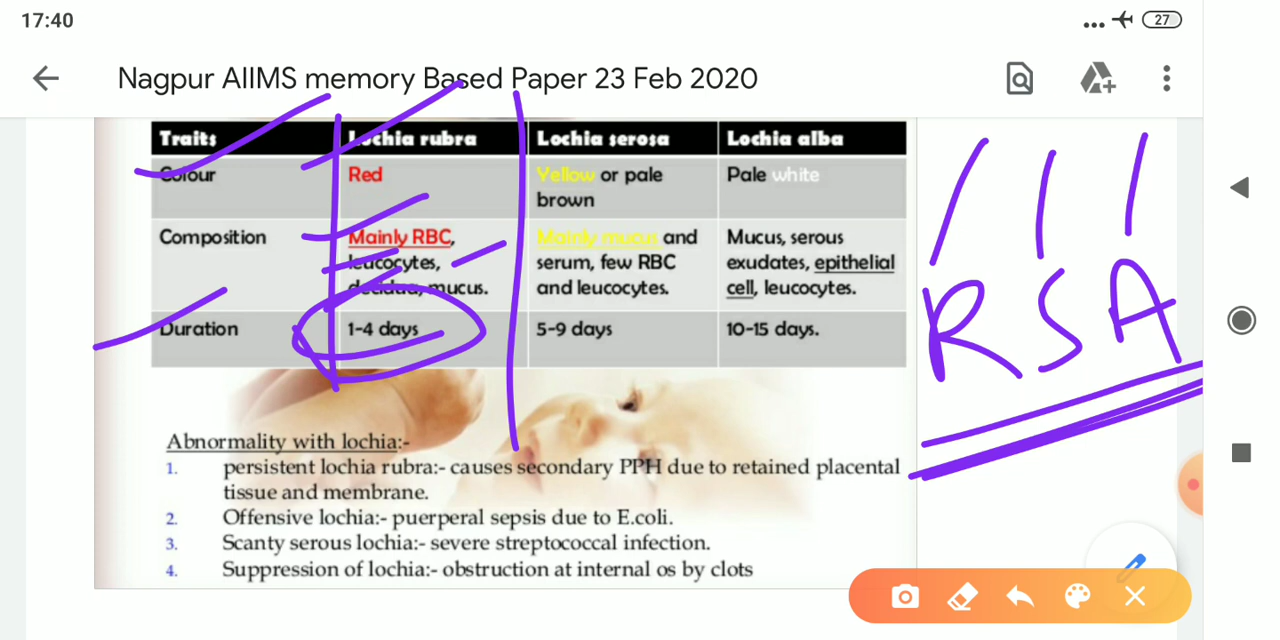 17:40
27
Nagpur AIIMS memory Based Paper 23 Feb 2020
Traits Lochia rubra Lochia serosa Lochia alba
Colour Red Yellow or pale brown Pale white
Composition Mainly RBC, leucocytes, decidua, mucus. Mainly mucus and serum, few RBC and leucocytes. Mucus, serous exudates, epithelial cell, leucocytes.
Duration 1-4 days 5-9 days 10-15 days.
R S A
Abnormality with lochia:-
1. persistent lochia rubra:- causes secondary PPH due to retained placental
tissue and membrane.
2. Offensive lochia:- puerperal sepsis due to E.coli.
3. Scanty serous lochia:- severe streptococcal infection.
4. Suppression of lochia:- obstruction at internal os by clots